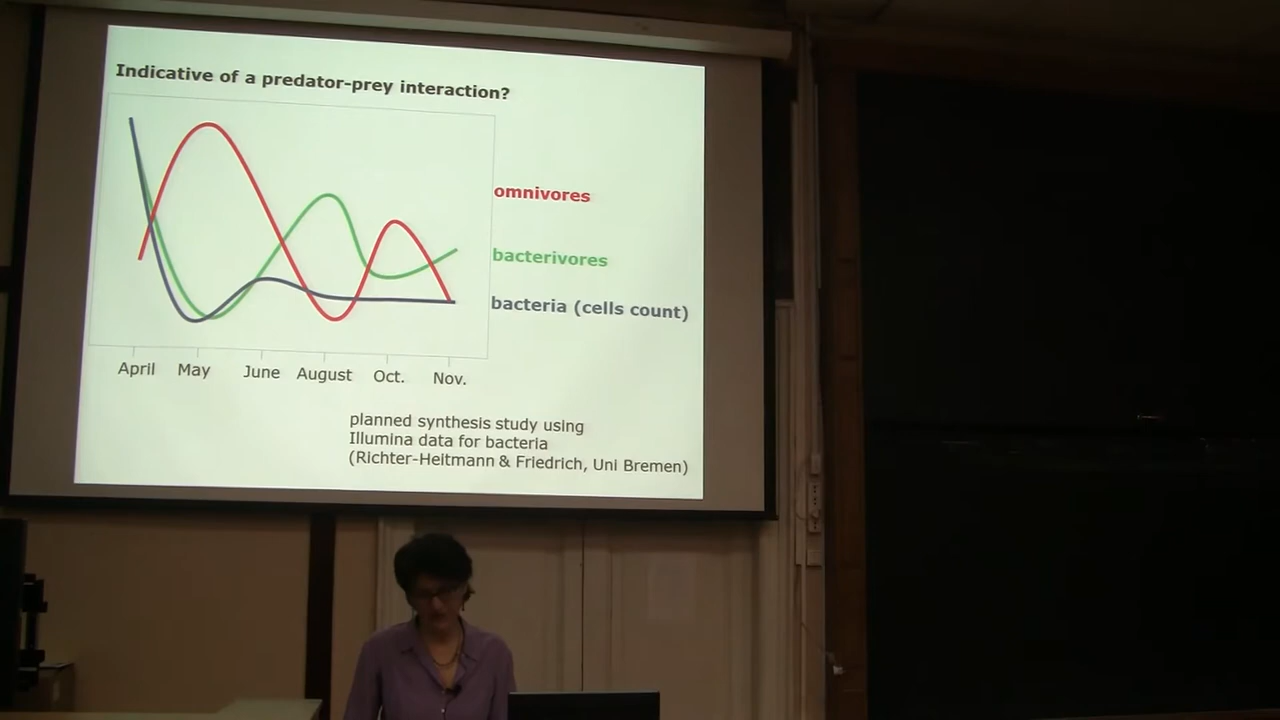 Indicative of a predator-prey interaction?
omnivores
bacterivores
bacteria (cells count)
April May June August Oct. Nov.
planned synthesis study using
Illumina data for bacteria
(Richter-Heitmann & Friedrich, Uni Bremen)